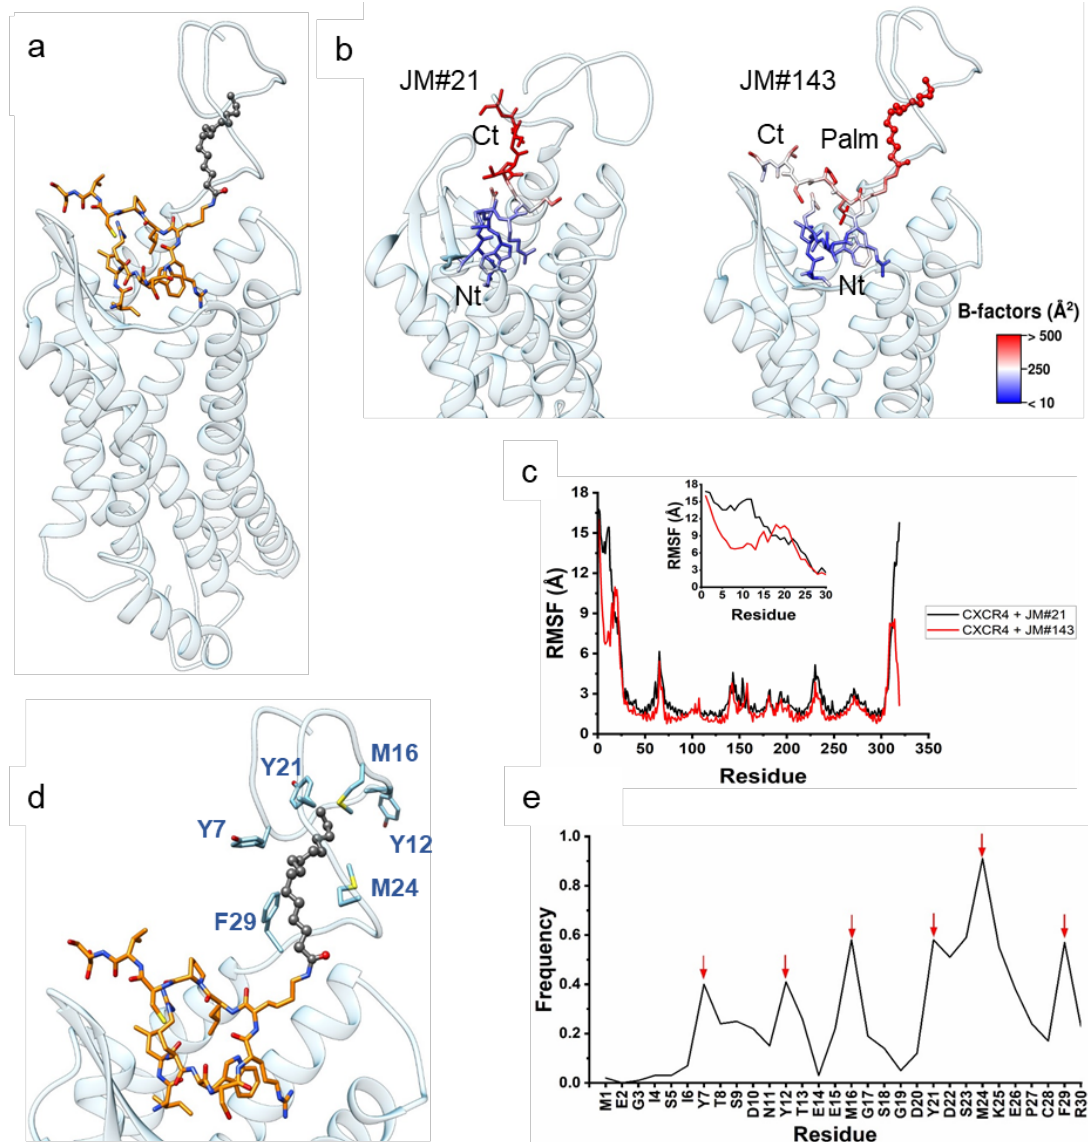 a
b
JM#21
JM#143
Ct
Ct
Palm
Nt
Nt
B-factors (Å²)
> 500
250
< 10
c
RMSF (Å)
18
15
12
9
6
3
0
0 50 100 150 200 250 300 350
Residue
RMSF (Å)
18
15
12
9
6
3
0
0 5 10 15 20 25 30
Residue
CXCR4 + JM#21
CXCR4 + JM#143
d
M16
Y21
Y7
Y12
M24
F29
e
Frequency
1.0
0.8
0.6
0.4
0.2
0.0
M1 E2 G3 I4 S5 I6 Y7 T8 S9 D10 N11 Y12 T13 E14 E15 M16 G17 S18 G19 D20 Y21 D22 S23 M24 K25 E26 P27 C28 F29 R30
Residue